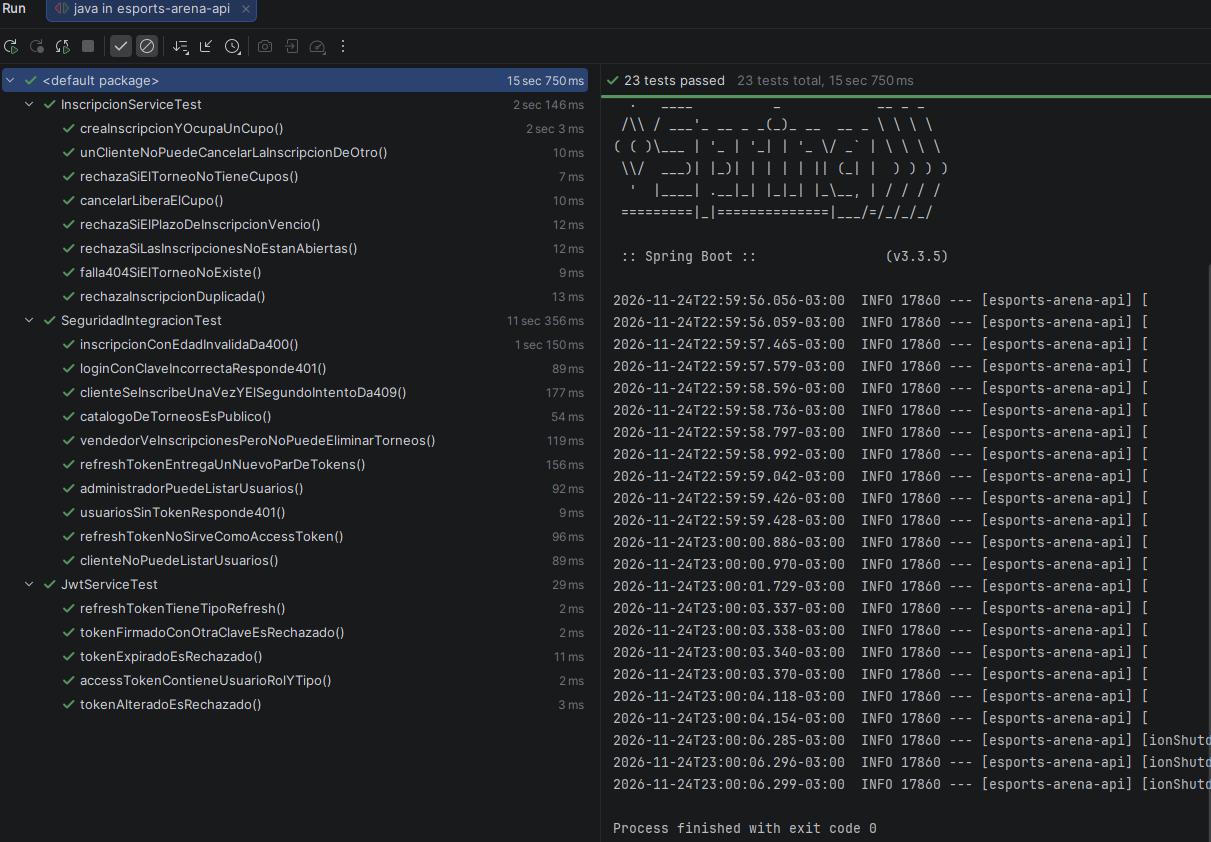 Run
java in esports-arena-api
<default package> 15 sec 750 ms
InscripcionServiceTest 2 sec 146 ms
creaInscripcionYOcupaUnCupo() 2 sec 3 ms
unClienteNoPuedeCancelarLaInscripcionDeOtro() 10 ms
rechazaSiElTorneoNoTieneCupos() 7 ms
cancelarLiberaElCupo() 10 ms
rechazaSiElPlazoDeInscripcionVencio() 12 ms
rechazaSiLasInscripcionesNoEstanAbiertas() 12 ms
falla404SiElTorneoNoExiste() 9 ms
rechazaInscripcionDuplicada() 13 ms
SeguridadIntegracionTest 11 sec 356 ms
inscripcionConEdadInvalidaDa400() 1 sec 150 ms
loginConClaveIncorrectaResponde401() 89 ms
clienteSeInscribeUnaVezYElSegundoIntentoDa409() 177 ms
catalogoDeTorneosEsPublico() 54 ms
vendedorVeInscripcionesPeroNoPuedeEliminarTorneos() 119 ms
refreshTokenEntregaUnNuevoParDeTokens() 156 ms
administradorPuedeListarUsuarios() 92 ms
usuariosSinTokenResponde401() 9 ms
refreshTokenNoSirveComoAccessToken() 96 ms
clienteNoPuedeListarUsuarios() 89 ms
JwtServiceTest 29 ms
refreshTokenTieneTipoRefresh() 2 ms
tokenFirmadoConOtraClaveEsRechazado() 2 ms
tokenExpiradoEsRechazado() 11 ms
accessTokenContieneUsuarioRolYTipo() 2 ms
tokenAlteradoEsRechazado() 3 ms
23 tests passed 23 tests total, 15 sec 750 ms
  .   ____          _            __ _ _
 /\\ / ___'_ __ _ _(_)_ __  __ _ \ \ \ \
( ( )\___ | '_ | '_| | '_ \/ _` | \ \ \ \
 \\/  ___)| |_)| | | | | || (_| |  ) ) ) )
  '  |____| .__|_| |_|_| |_\__, | / / / /
 =========|_|==============|___/=/_/_/_/
:: Spring Boot :: (v3.3.5)
2026-11-24T22:59:56.056-03:00 INFO 17860 --- [esports-arena-api] [
2026-11-24T22:59:56.059-03:00 INFO 17860 --- [esports-arena-api] [
2026-11-24T22:59:57.465-03:00 INFO 17860 --- [esports-arena-api] [
2026-11-24T22:59:57.579-03:00 INFO 17860 --- [esports-arena-api] [
2026-11-24T22:59:58.596-03:00 INFO 17860 --- [esports-arena-api] [
2026-11-24T22:59:58.736-03:00 INFO 17860 --- [esports-arena-api] [
2026-11-24T22:59:58.797-03:00 INFO 17860 --- [esports-arena-api] [
2026-11-24T22:59:58.992-03:00 INFO 17860 --- [esports-arena-api] [
2026-11-24T22:59:59.042-03:00 INFO 17860 --- [esports-arena-api] [
2026-11-24T22:59:59.426-03:00 INFO 17860 --- [esports-arena-api] [
2026-11-24T22:59:59.428-03:00 INFO 17860 --- [esports-arena-api] [
2026-11-24T23:00:00.886-03:00 INFO 17860 --- [esports-arena-api] [
2026-11-24T23:00:00.970-03:00 INFO 17860 --- [esports-arena-api] [
2026-11-24T23:00:01.729-03:00 INFO 17860 --- [esports-arena-api] [
2026-11-24T23:00:03.337-03:00 INFO 17860 --- [esports-arena-api] [
2026-11-24T23:00:03.338-03:00 INFO 17860 --- [esports-arena-api] [
2026-11-24T23:00:03.340-03:00 INFO 17860 --- [esports-arena-api] [
2026-11-24T23:00:03.370-03:00 INFO 17860 --- [esports-arena-api] [
2026-11-24T23:00:04.118-03:00 INFO 17860 --- [esports-arena-api] [
2026-11-24T23:00:04.154-03:00 INFO 17860 --- [esports-arena-api] [
2026-11-24T23:00:06.285-03:00 INFO 17860 --- [esports-arena-api] [ionShutd
2026-11-24T23:00:06.296-03:00 INFO 17860 --- [esports-arena-api] [ionShutd
2026-11-24T23:00:06.299-03:00 INFO 17860 --- [esports-arena-api] [ionShutd
Process finished with exit code 0